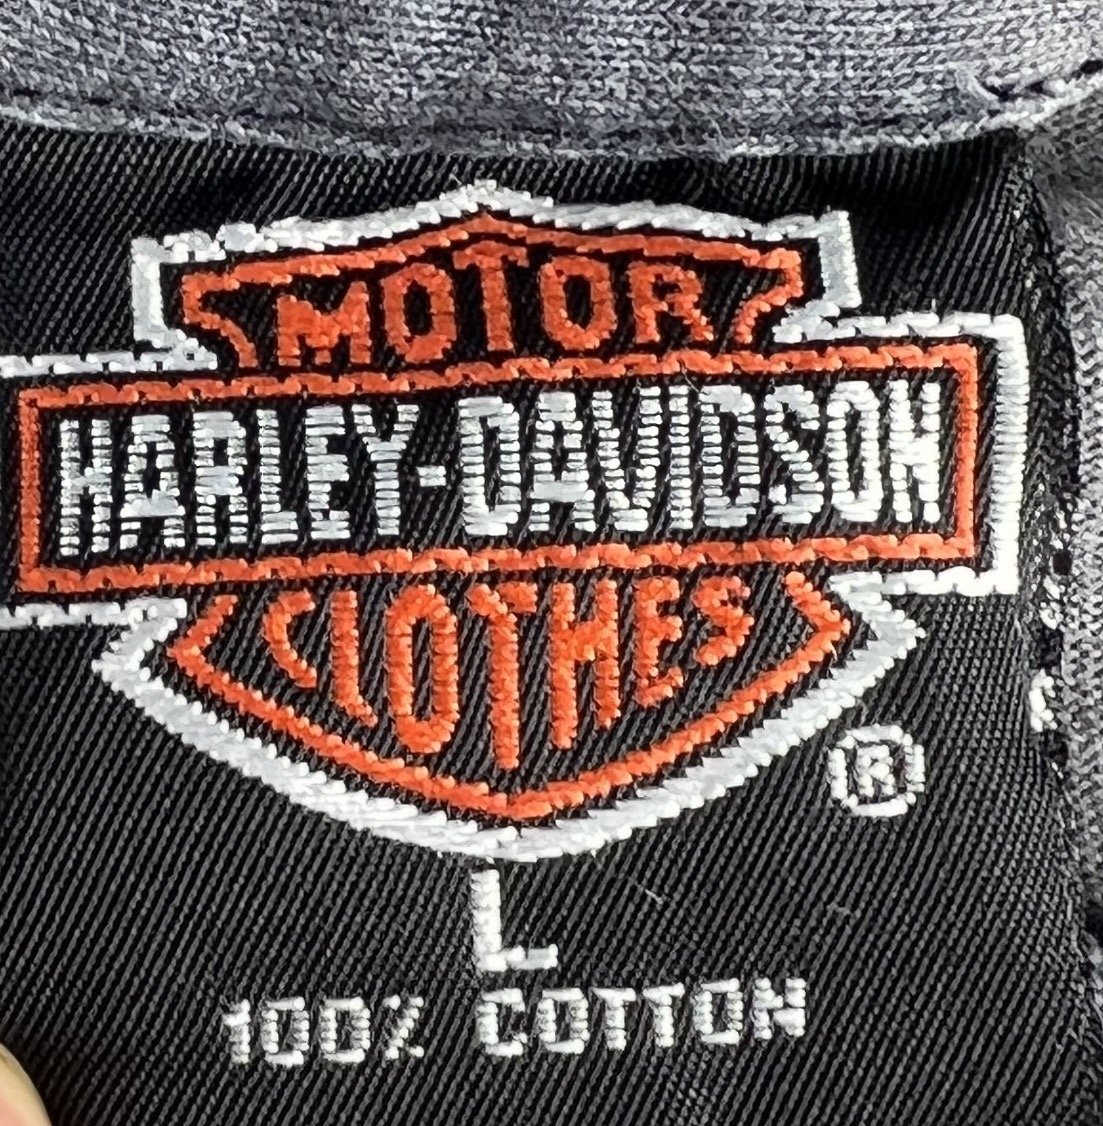 MOTOR
HARLEY-DAVIDSON
CLOTHES
®
L
100% COTTON